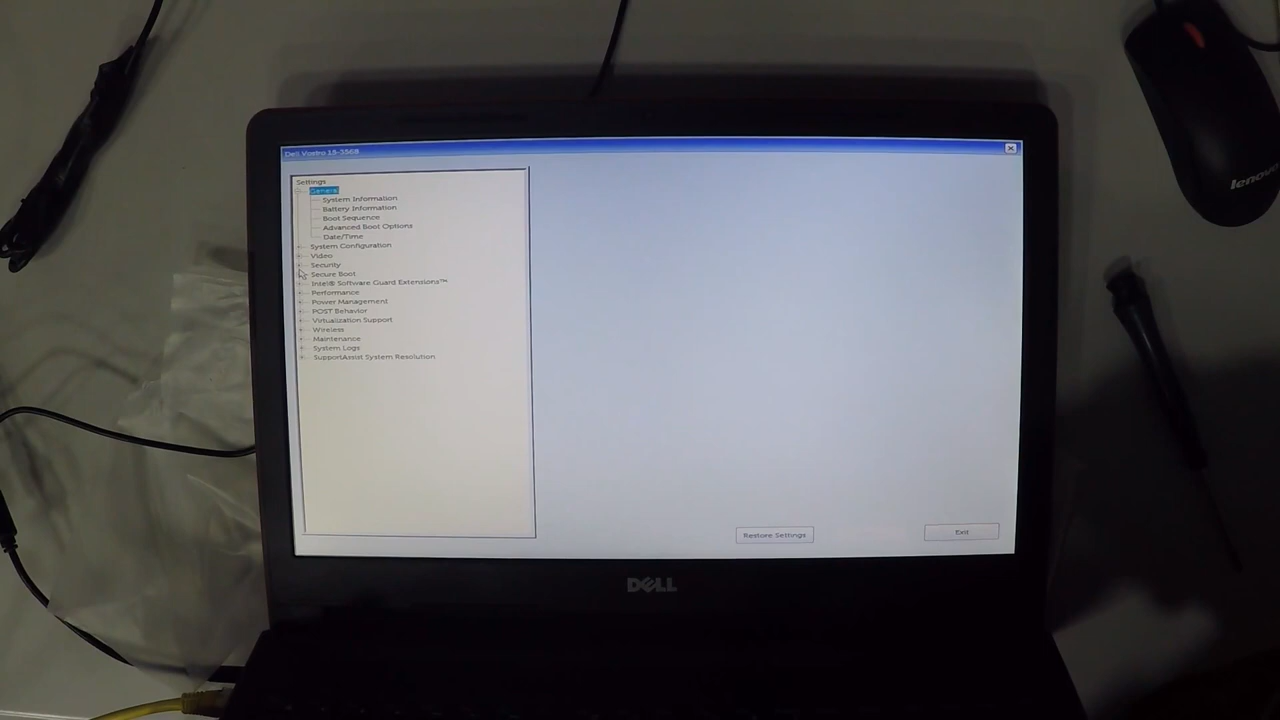 Dell Vostro 15-3568
Settings
General
System Information
Battery Information
Boot Sequence
Advanced Boot Options
Date/Time
System Configuration
Video
Security
Secure Boot
Intel® Software Guard Extensions™
Performance
Power Management
POST Behavior
Virtualization Support
Wireless
Maintenance
System Logs
SupportAssist System Resolution
Restore Settings
Exit
DELL
lenovo